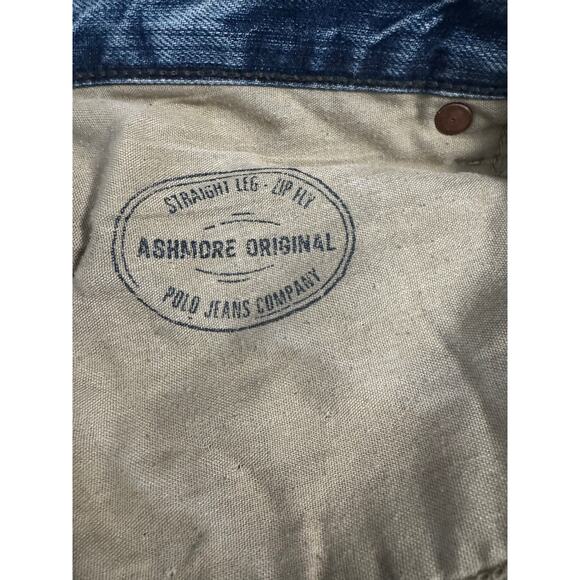 STRAIGHT LEG - ZIP FLY
ASHMORE ORIGINAL
POLO JEANS COMPANY